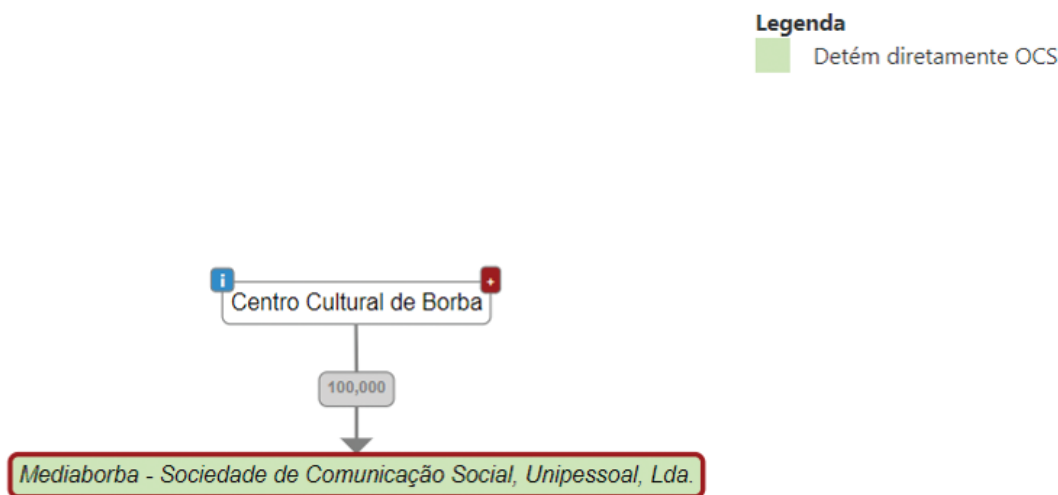 Legenda
Detém diretamente OCS
i
+
Centro Cultural de Borba
100,000
Mediaborba - Sociedade de Comunicação Social, Unipessoal, Lda.